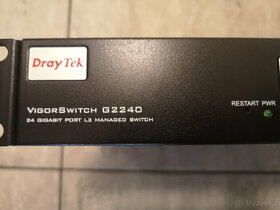 DrayTek
VIGORSWITCH G2240
24 GIGABIT PORT L2 MANAGED SWITCH
RESTART PWR